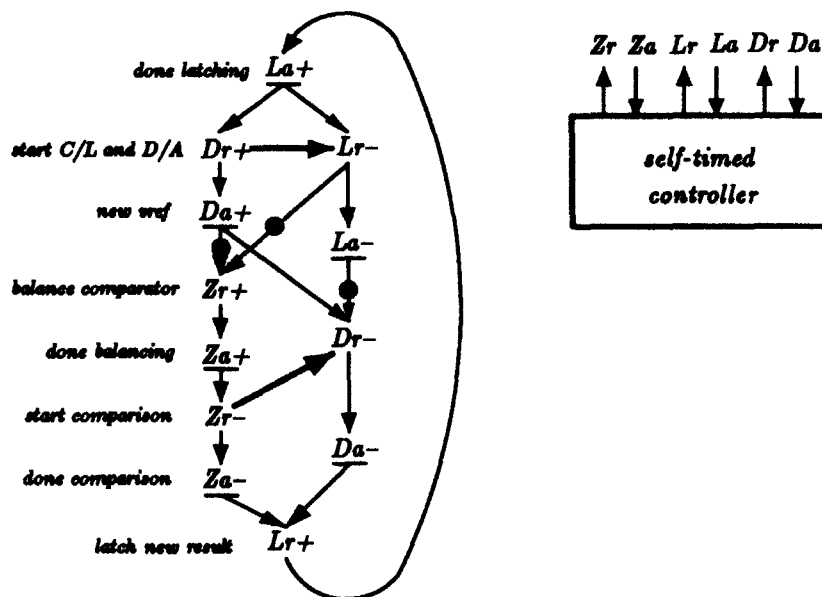 done latching La+
start C/L and D/A Dr+ Lr−
new vref Da+
La−
balance comparator Zr+
Dr−
done balancing Za+
start comparison Zr−
Da−
done comparison Za−
latch new result Lr+
Zr Za Lr La Dr Da
self-timed
controller